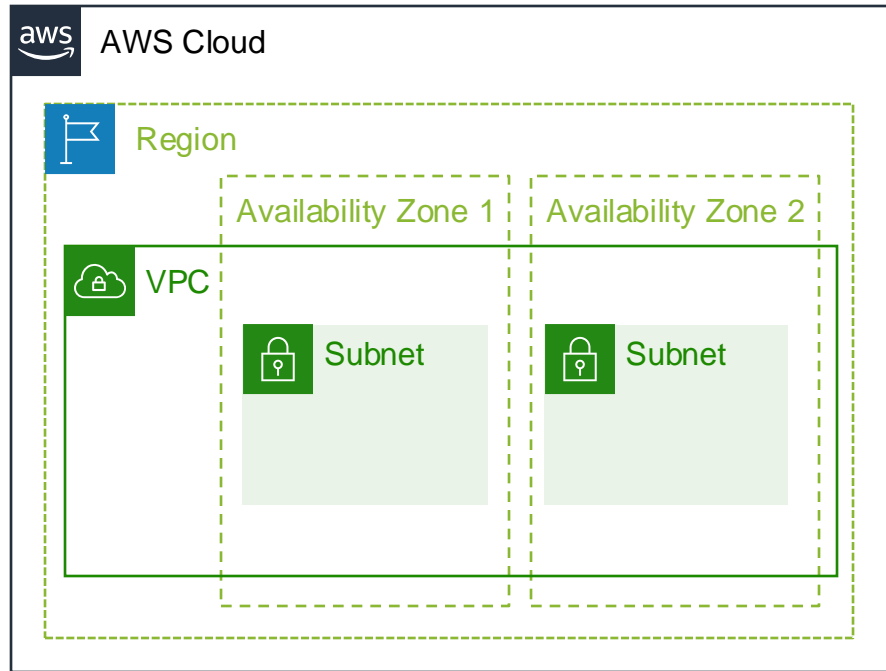 aws
AWS Cloud
Region
Availability Zone 1
Availability Zone 2
VPC
Subnet
Subnet